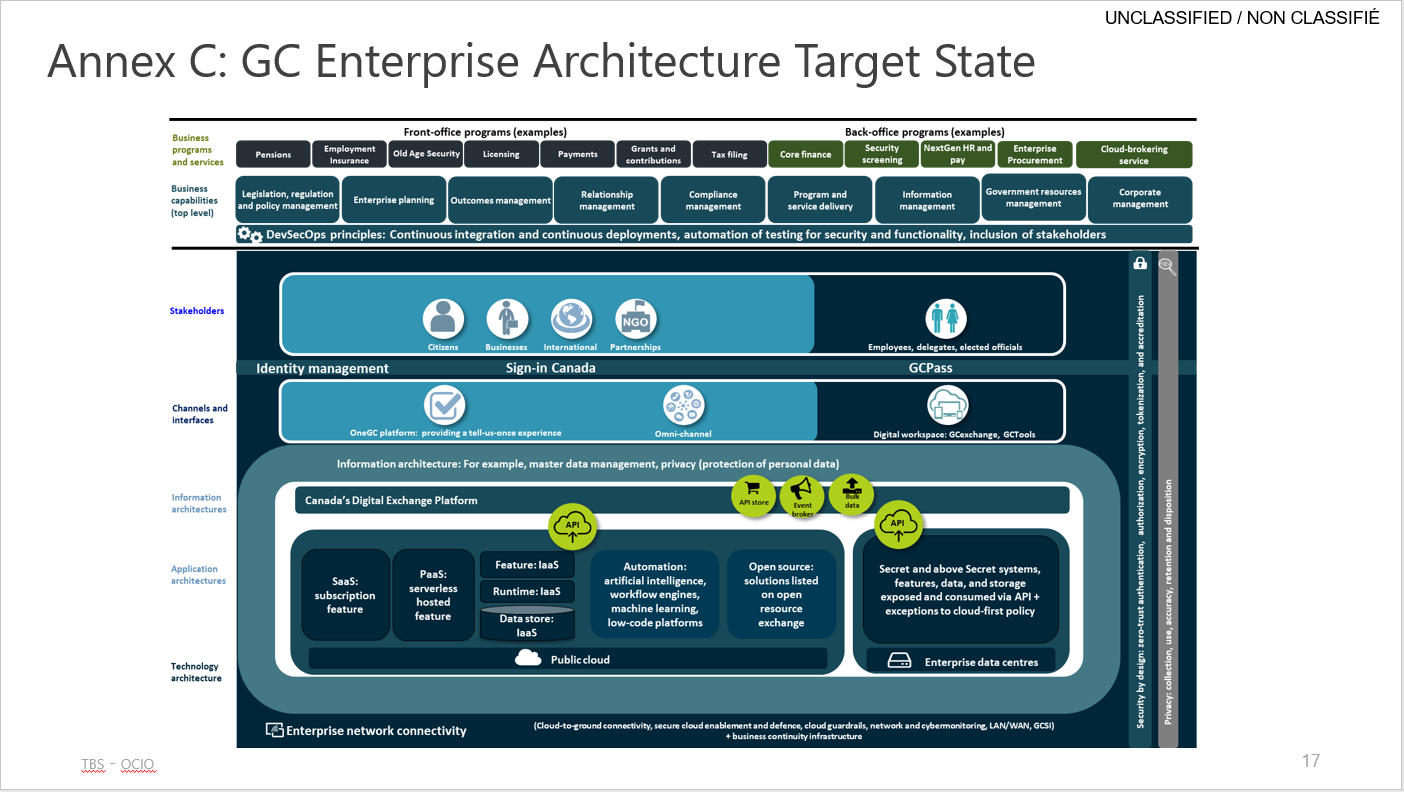 UNCLASSIFIED / NON CLASSIFIÉ
Annex C: GC Enterprise Architecture Target State
Business
programs
and services
Front-office programs (examples)
Back-office programs (examples)
Pensions
Employment
Insurance
Old Age Security
Licensing
Payments
Grants and
contributions
Tax filing
Core finance
Security
screening
NextGen HR and
pay
Enterprise
Procurement
Cloud-brokering
service
Business
capabilities
(top level)
Legislation, regulation
and policy management
Enterprise planning
Outcomes management
Relationship
management
Compliance
management
Program and
service delivery
Information
management
Government resources
management
Corporate
management
DevSecOps principles: Continuous integration and continuous deployments, automation of testing for security and functionality, inclusion of stakeholders
Stakeholders
Citizens
Businesses
International
NGO
Partnerships
Employees, delegates, elected officials
Identity management
Sign-in Canada
GCPass
Channels and
interfaces
OneGC platform: providing a tell-us-once experience
Omni-channel
Digital workspace: GCexchange, GCTools
Information architecture: For example, master data management, privacy (protection of personal data)
Information
architectures
Canada's Digital Exchange Platform
API store
Event
broker
Bulk
data
API
API
Application
architectures
SaaS:
subscription
feature
PaaS:
serverless
hosted
feature
Feature: IaaS
Runtime: IaaS
Data store:
IaaS
Automation:
artificial intelligence,
workflow engines,
machine learning,
low-code platforms
Open source:
solutions listed
on open
resource
exchange
Secret and above Secret systems,
features, data, and storage
exposed and consumed via API +
exceptions to cloud-first policy
Technology
architecture
Public cloud
Enterprise data centres
Enterprise network connectivity
(Cloud-to-ground connectivity, secure cloud enablement and defence, cloud guardrails, network and cybermonitoring, LAN/WAN, GCSI)
+ business continuity infrastructure
Security by design: zero-trust authentication, authorization, encryption, tokenization, and accreditation
Privacy: collection, use, accuracy, retention and disposition
TBS – OCIO
17